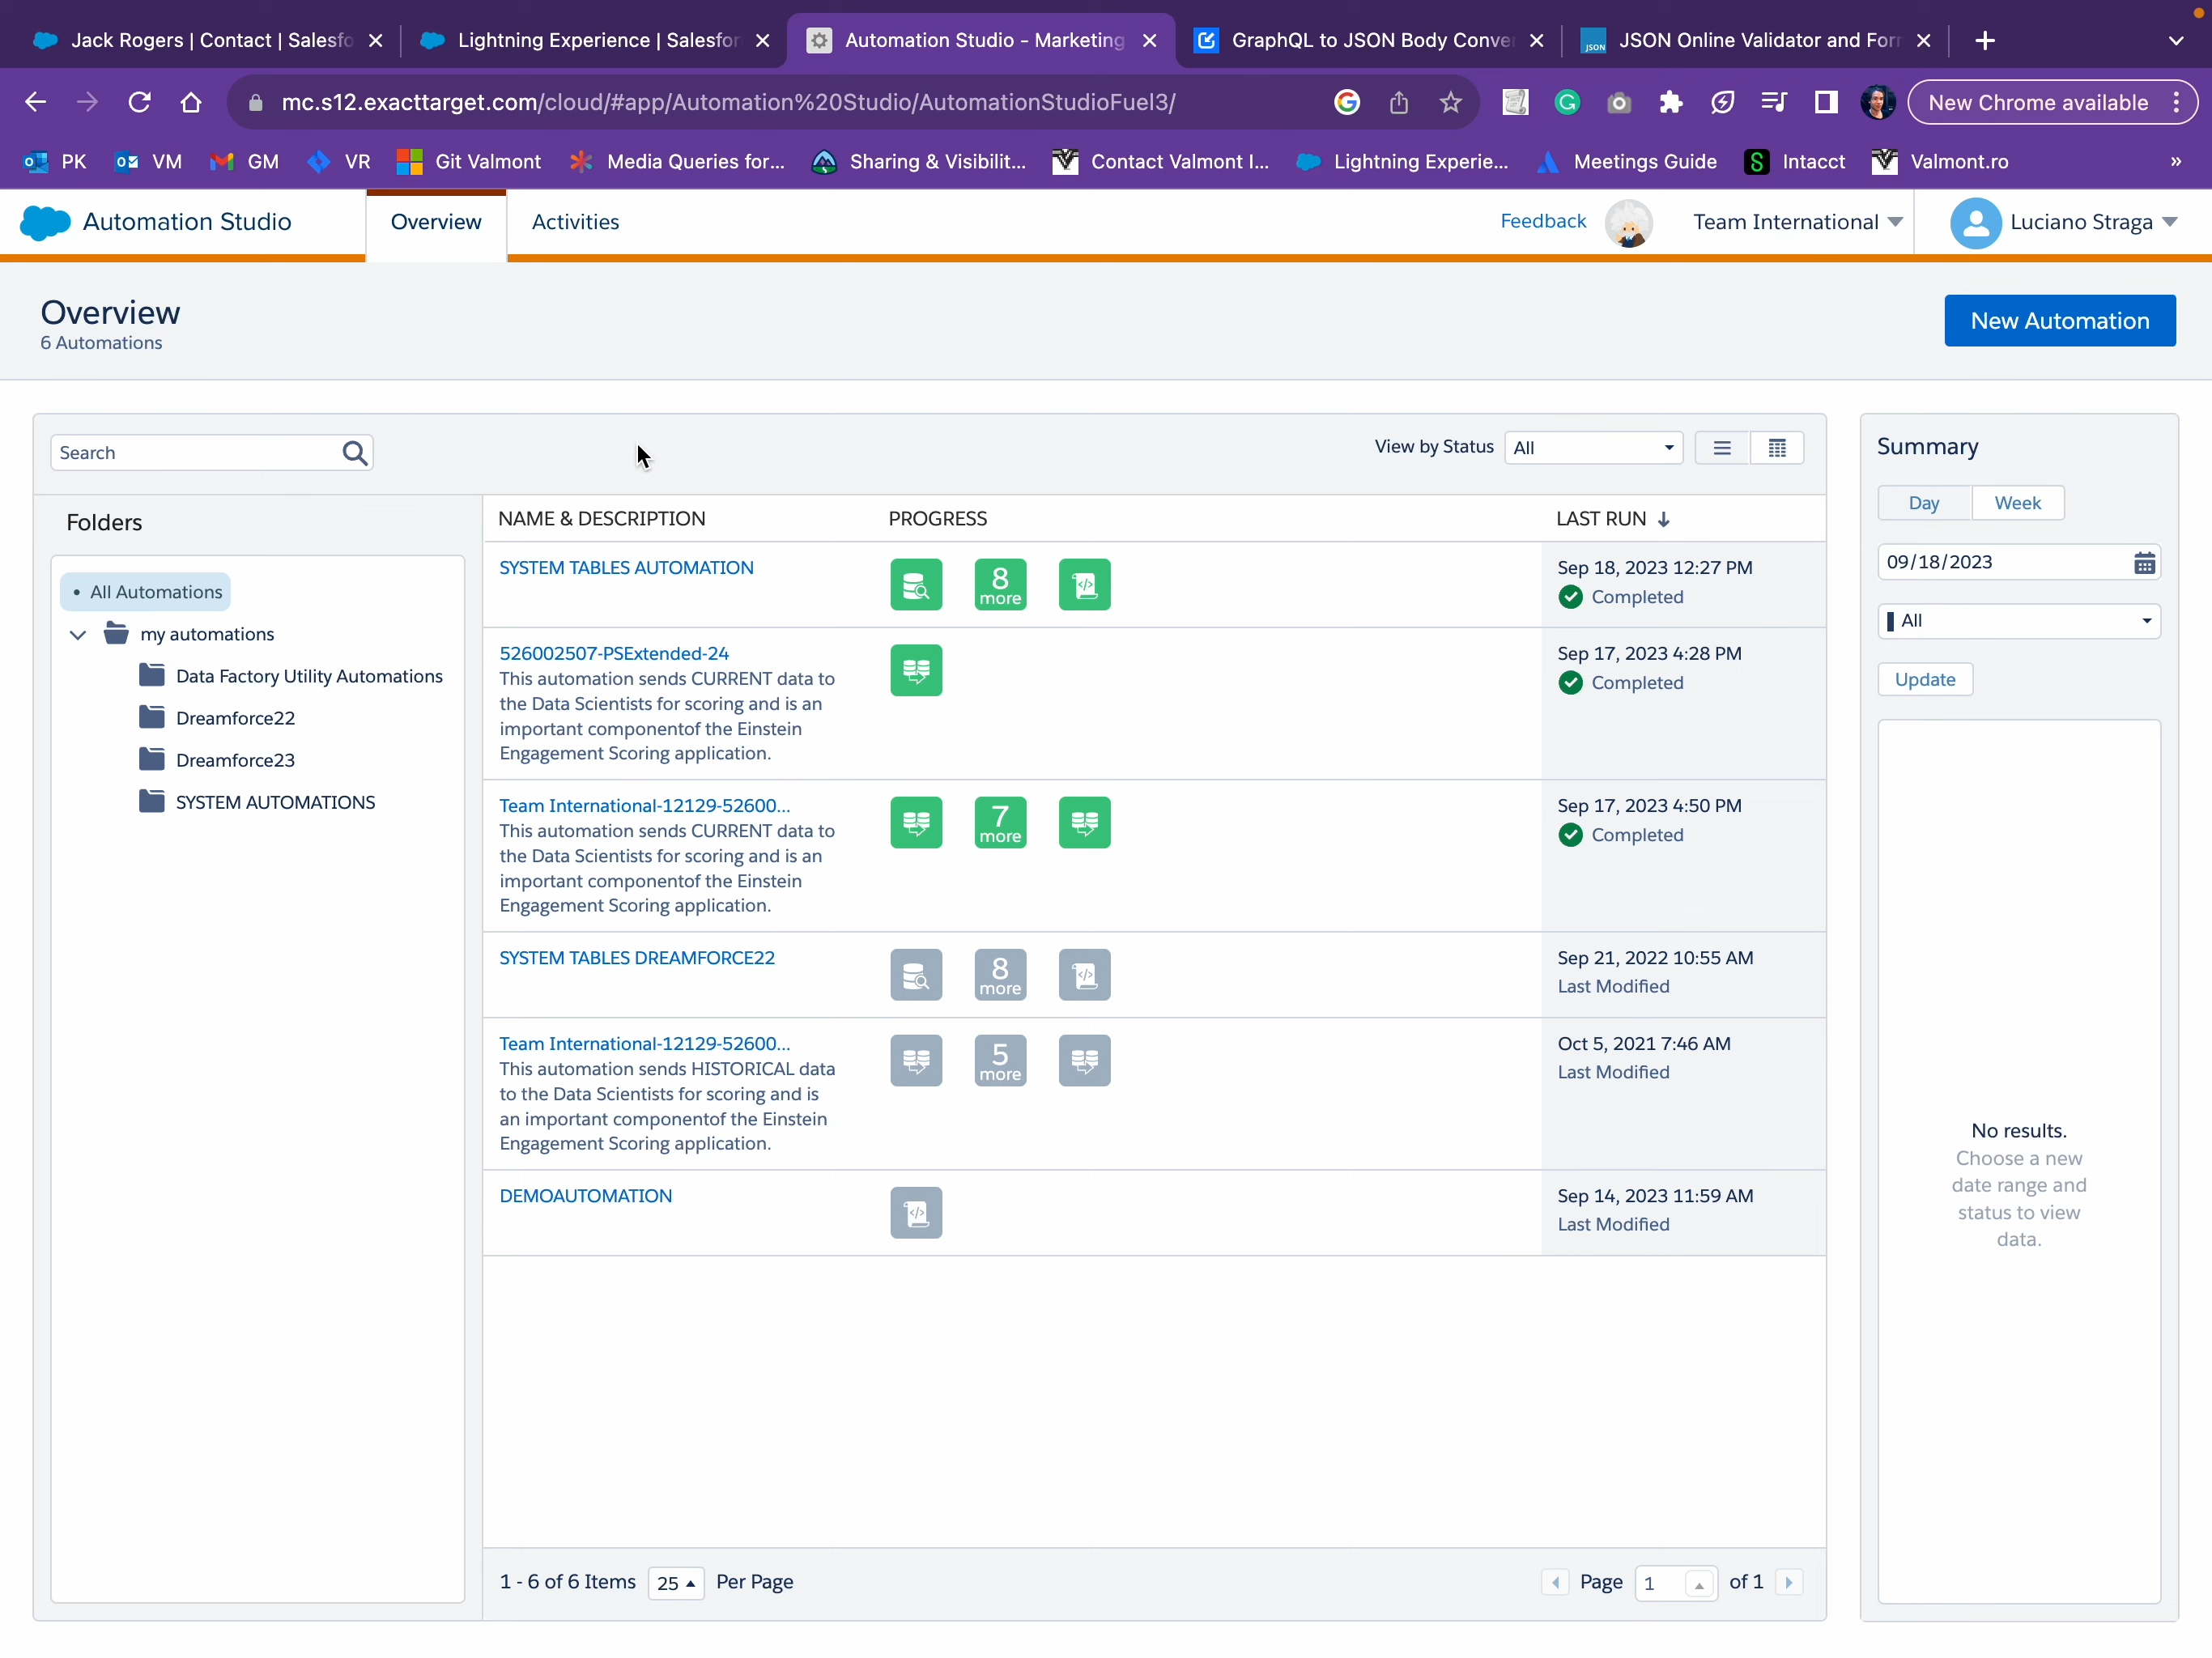 Jack Rogers | Contact | Salesfo
Lightning Experience | Salesfor
Automation Studio - Marketing
GraphQL to JSON Body Conver
JSON Online Validator and For
mc.s12.exacttarget.com/cloud/#app/Automation%20Studio/AutomationStudioFuel3/
New Chrome available
PK
VM
GM
VR
Git Valmont
Media Queries for...
Sharing & Visibilit...
Contact Valmont I...
Lightning Experie...
Meetings Guide
Intacct
Valmont.ro
»
Automation Studio
Overview
Activities
Feedback
Team International
Luciano Straga
Overview
6 Automations
New Automation
Search
View by Status
All
Folders
• All Automations
my automations
Data Factory Utility Automations
Dreamforce22
Dreamforce23
SYSTEM AUTOMATIONS
NAME & DESCRIPTION
PROGRESS
LAST RUN
SYSTEM TABLES AUTOMATION
8
more
Sep 18, 2023 12:27 PM
Completed
526002507-PSExtended-24
This automation sends CURRENT data to
the Data Scientists for scoring and is an
important componentof the Einstein
Engagement Scoring application.
Sep 17, 2023 4:28 PM
Completed
Team International-12129-52600...
This automation sends CURRENT data to
the Data Scientists for scoring and is an
important componentof the Einstein
Engagement Scoring application.
7
more
Sep 17, 2023 4:50 PM
Completed
SYSTEM TABLES DREAMFORCE22
8
more
Sep 21, 2022 10:55 AM
Last Modified
Team International-12129-52600...
This automation sends HISTORICAL data
to the Data Scientists for scoring and is
an important componentof the Einstein
Engagement Scoring application.
5
more
Oct 5, 2021 7:46 AM
Last Modified
DEMOAUTOMATION
Sep 14, 2023 11:59 AM
Last Modified
1 - 6 of 6 Items
25
Per Page
Page
1
of 1
Summary
Day
Week
09/18/2023
All
Update
No results.
Choose a new
date range and
status to view
data.